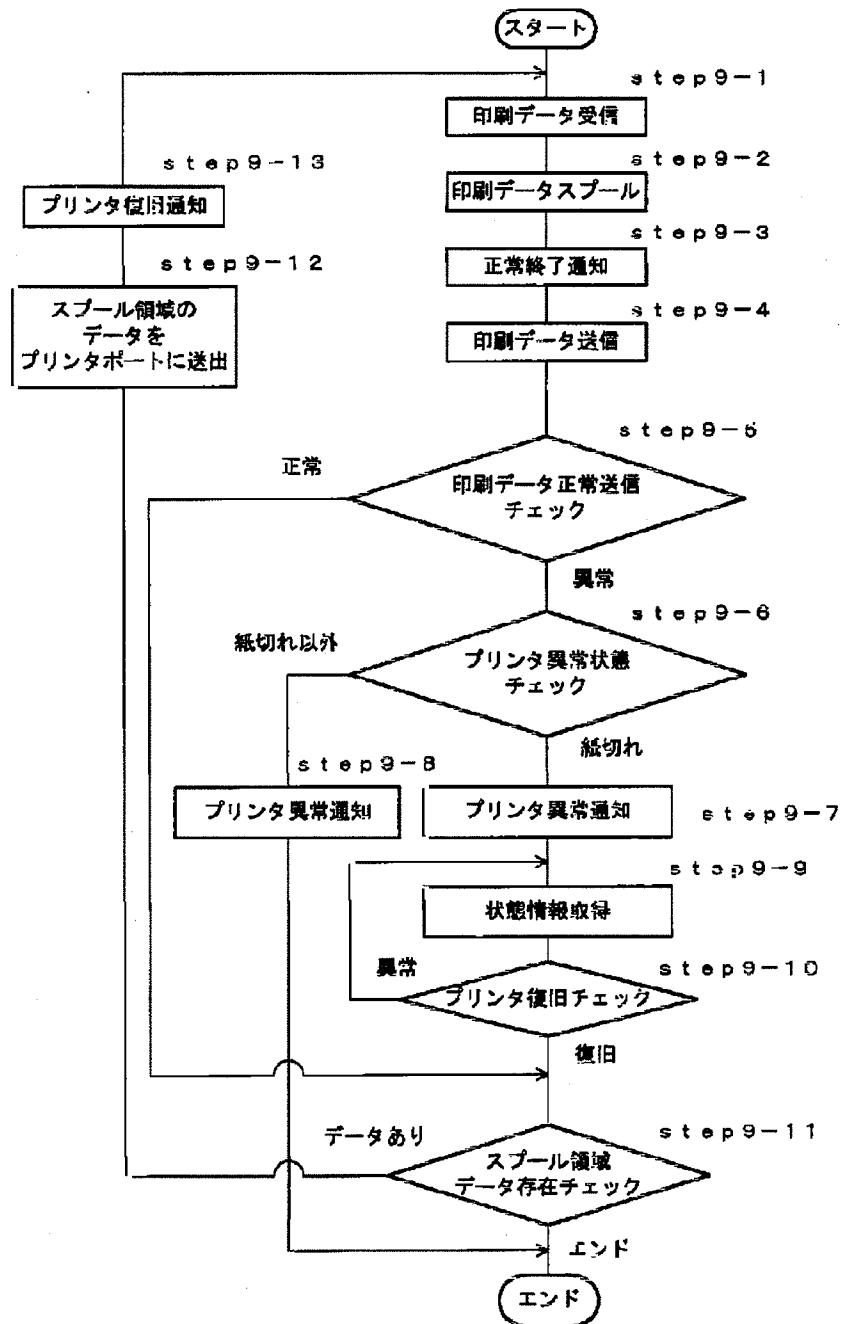 スタート
step9-1
印刷データ受信
step9-13
step9-2
プリンタ復旧通知
印刷データスプール
step9-3
step9-12
正常終了通知
スプール領域の
データを
プリンタポートに送出
step9-4
印刷データ送信
step9-5
正常
印刷データ正常送信
チェック
異常
step9-6
紙切れ以外
プリンタ異常状態
チェック
紙切れ
step9-8
プリンタ異常通知
プリンタ異常通知
step9-7
step9-9
状態情報取得
異常
step9-10
プリンタ復旧チェック
復旧
データあり
step9-11
スプール領域
データ存在チェック
エンド
エンド